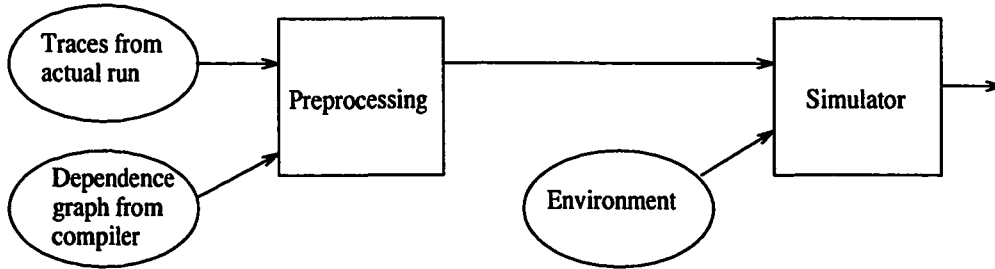 Traces from
actual run
Preprocessing
Simulator
Dependence
graph from
compiler
Environment